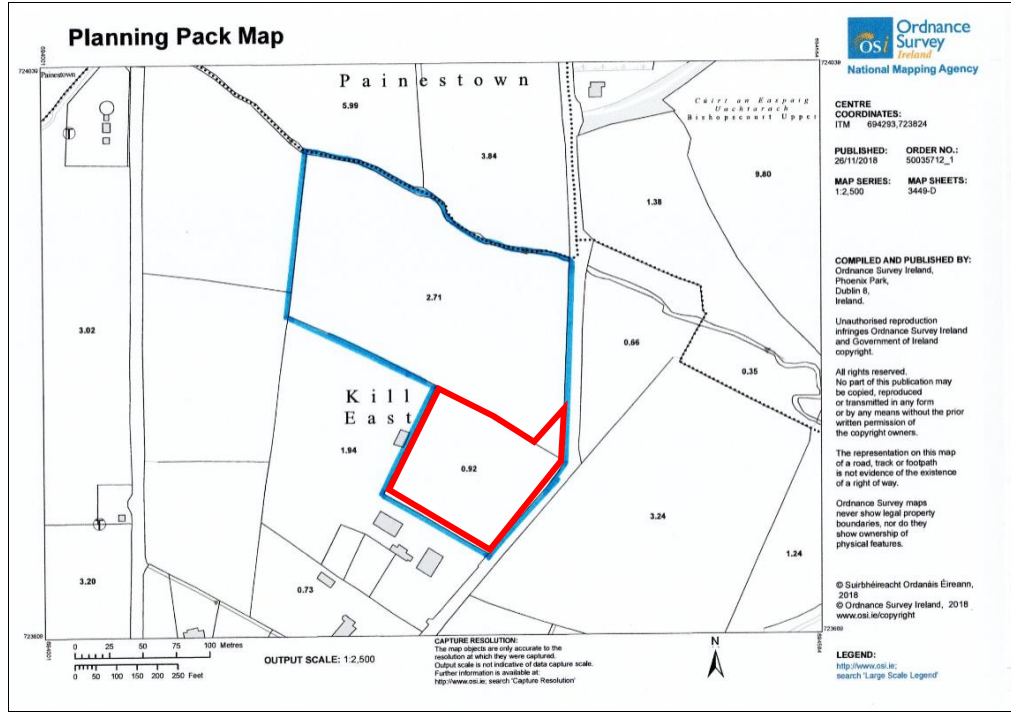 Planning Pack Map
OSi
Ordnance
Survey
Ireland
National Mapping Agency
CENTRE
COORDINATES:
ITM 694293,723824
PUBLISHED: ORDER NO.:
26/11/2018 50035712_1
MAP SERIES: MAP SHEETS:
1:2,500 3449-D
COMPILED AND PUBLISHED BY:
Ordnance Survey Ireland,
Phoenix Park,
Dublin 8,
Ireland.
Unauthorised reproduction
infringes Ordnance Survey Ireland
and Government of Ireland
copyright.
All rights reserved.
No part of this publication may
be copied, reproduced
or transmitted in any form
or by any means without the prior
written permission of
the copyright owners.
The representation on this map
of a road, track or footpath
is not evidence of the existence
of a right of way.
Ordnance Survey maps
never show legal property
boundaries, nor do they
show ownership of
physical features.
© Suirbhéireacht Ordanáis Éireann,
2018
© Ordnance Survey Ireland, 2018
www.osi.ie/copyright
LEGEND:
http://www.osi.ie;
search 'Large Scale Legend'
724039
724039
Painestown
Painestown
5.99
3.84
Cúirt an Easpaig
Uachtarach
Bishopscourt Upper
9.80
1.38
T
2.71
3.02
0.66
0.35
Kill
East
1.94
0.92
3.24
T
1.24
3.20
0.73
723608
694001
0 25 50 75 100 Metres
0 50 100 150 200 250 Feet
OUTPUT SCALE: 1:2,500
CAPTURE RESOLUTION:
The map objects are only accurate to the
resolution at which they were captured.
Output scale is not indicative of data capture scale.
Further information is available at:
http://www.osi.ie; search 'Capture Resolution'
N